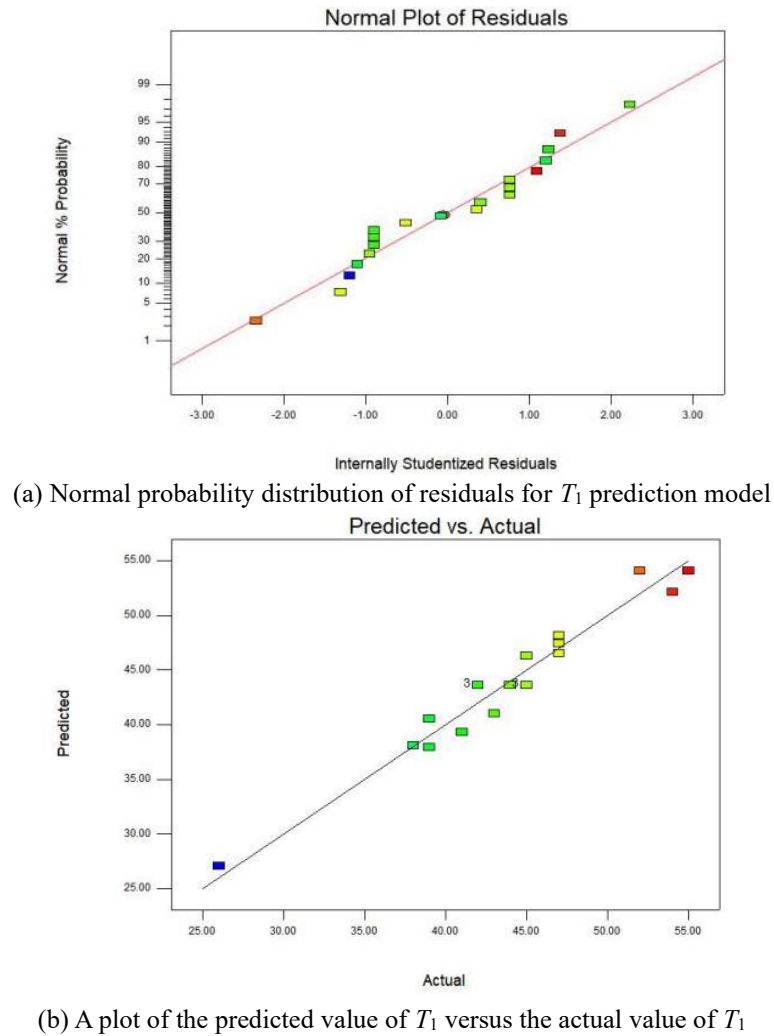 Normal Plot of Residuals
99
95
90
80
70
50
30
20
10
5
1
Normal % Probability
-3.00 -2.00 -1.00 0.00 1.00 2.00 3.00
Internally Studentized Residuals
(a) Normal probability distribution of residuals for T1 prediction model
Predicted vs. Actual
55.00
50.00
45.00
40.00
35.00
30.00
25.00
Predicted
3 3
25.00 30.00 35.00 40.00 45.00 50.00 55.00
Actual
(b) A plot of the predicted value of T1 versus the actual value of T1